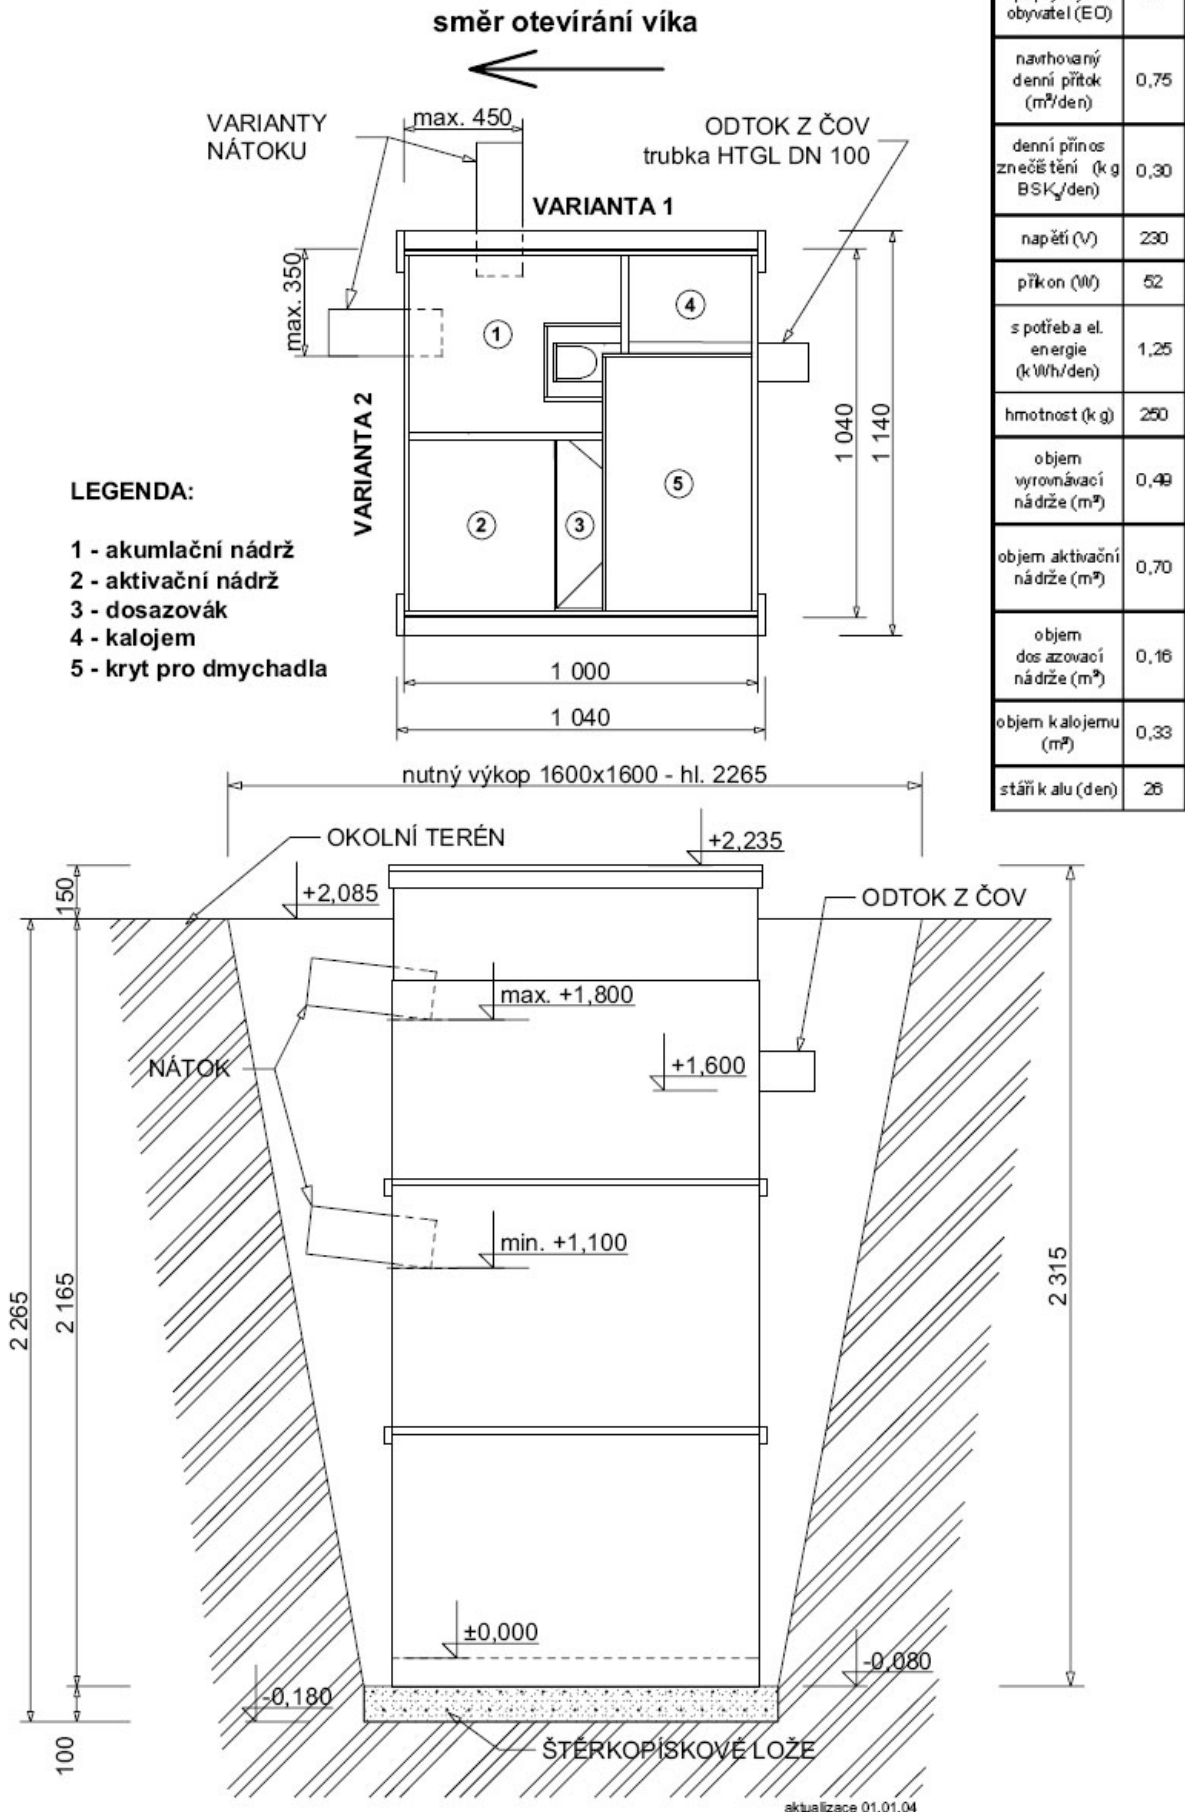 směr otevírání víka
max. 450
VARIANTY
NÁTOKU
ODTOK Z ČOV
trubka HTGL DN 100
VARIANTA 1
max. 350
VARIANTA 2
1
4
2
3
5
1 040
1 140
LEGENDA:
1 - akumlační nádrž
2 - aktivační nádrž
3 - dosazovák
4 - kalojem
5 - kryt pro dmychadla
1 000
1 040
obyvatel (EO)
navrhovaný
denní přítok
(m³/den)
0,75
denní přínos
znečištění (kg
BSK₅/den)
0,30
napětí (V)
230
příkon (W)
52
spotřeba el.
energie
(kWh/den)
1,25
hmotnost (kg)
250
objem
vyrovnávací
nádrže (m³)
0,49
objem aktivační
nádrže (m³)
0,70
objem
dosazovací
nádrže (m³)
0,16
objem kalojemu
(m³)
0,33
stáří kalu (den)
26
nutný výkop 1600x1600 - hl. 2265
OKOLNÍ TERÉN
+2,235
150
+2,085
ODTOK Z ČOV
max. +1,800
NÁTOK
+1,600
min. +1,100
2 265
2 165
2 315
±0,000
-0,180
-0,080
100
ŠTĚRKOPÍSKOVÉ LOŽE
aktualizace 01.01.04